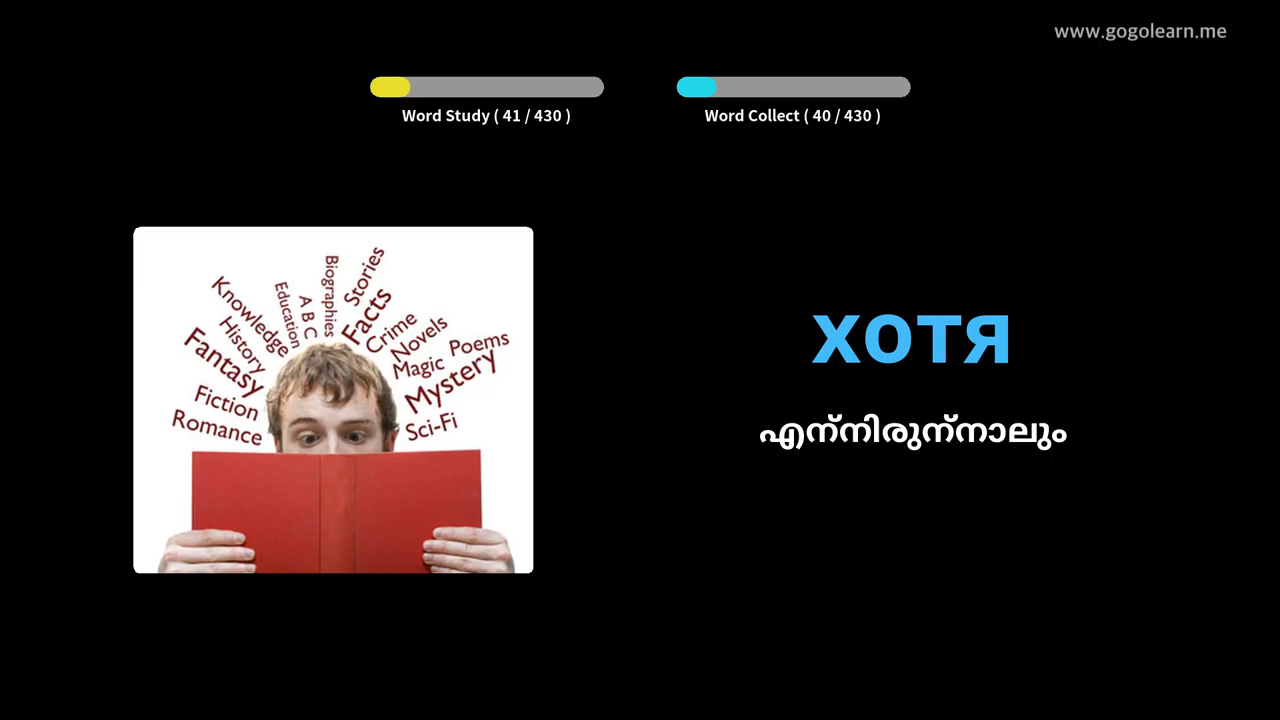 www.gogolearn.me
Word Study ( 41 / 430 )
Word Collect ( 40 / 430 )
Biographies
Stories
Education
A B C
Facts
Knowledge
Crime
History
Novels
Poems
Fantasy
Magic
Mystery
Fiction
Romance
Sci-Fi
хотя
എന്നിരുന്നാലും